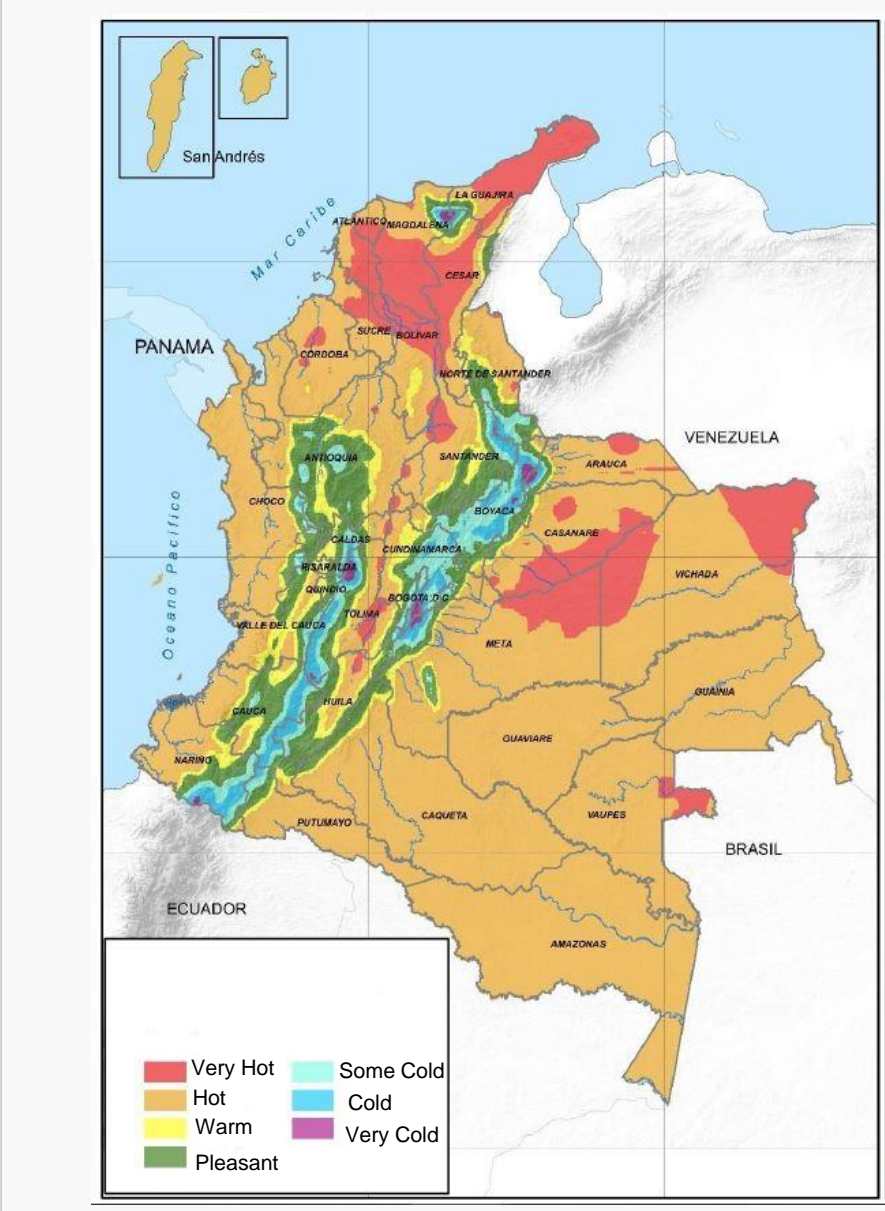 San Andrés
Mar Caribe
LA GUAJIRA
ATLANTICO
MAGDALENA
CESAR
SUCRE
BOLIVAR
CORDOBA
PANAMA
NORTE DE SANTANDER
VENEZUELA
ANTIOQUIA
SANTANDER
ARAUCA
CHOCO
BOYACA
CASANARE
CALDAS
CUNDINAMARCA
RISARALDA
VICHADA
QUINDIO
BOGOTA D.C
TOLIMA
VALLE DEL CAUCA
Oceano Pacífico
META
GUAINIA
HUILA
CAUCA
GUAVIARE
NARIÑO
CAQUETA
VAUPES
PUTUMAYO
BRASIL
ECUADOR
AMAZONAS
Very Hot
Some Cold
Hot
Cold
Warm
Very Cold
Pleasant